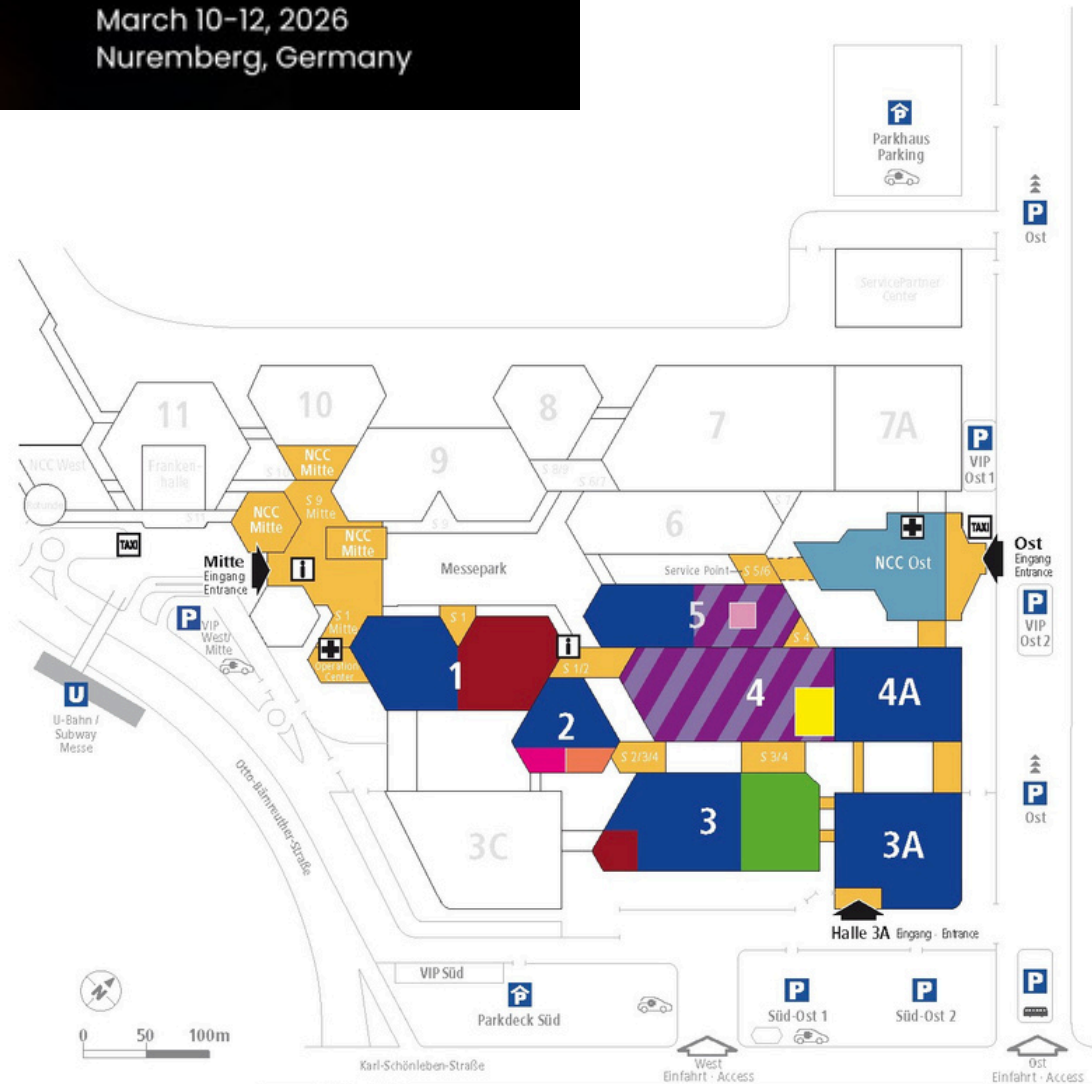 March 10-12, 2026
Nuremberg, Germany
P
Parkhaus
Parking
P
Ost
ServicePartner
Center
11
10
8
7
7A
NCC West
Franken-
halle
S 10
NCC
Mitte
9
S 8/9
S 6/7
P
VIP
Ost 1
Rotunde
S 11
NCC
Mitte
S 9
Mitte
S 9
6
S 7
TAXI
NCC
Mitte
TAXI
Mitte
Eingang
Entrance
i
Messepark
Service Point
S 5/6
NCC Ost
Ost
Eingang
Entrance
P
VIP
West/
Mitte
S 1
Mitte
S 1
5
S 4
P
VIP
Ost 2
Operation
Center
i
U
U-Bahn /
Subway
Messe
1
S 1/2
4
4A
2
S 2/3/4
S 3/4
P
Ost
Otto-Bärnreuther-Straße
3C
3
3A
Halle 3A Eingang · Entrance
VIP Süd
P
Parkdeck Süd
P
Süd-Ost 1
P
Süd-Ost 2
P
N
0 50 100m
Karl-Schönleben-Straße
West
Einfahrt · Access
Ost
Einfahrt · Access